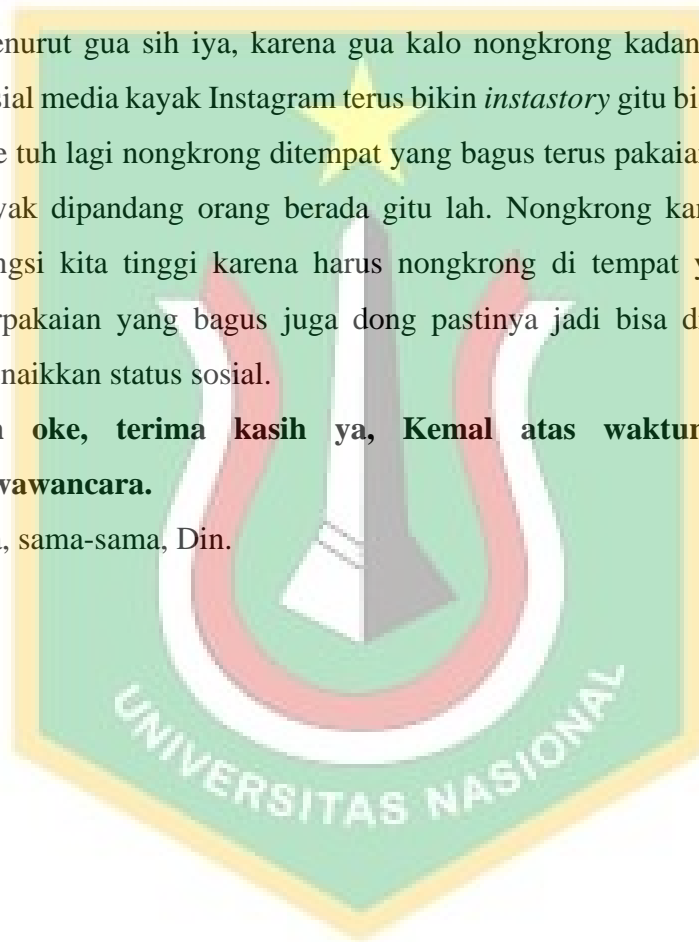 enurut gua sih iya, karena gua kalo nongkrong kadan
sial media kayak Instagram terus bikin instastory gitu bi
e tuh lagi nongkrong ditempat yang bagus terus pakaia
yak dipandang orang berada gitu lah. Nongkrong kar
ngsi kita tinggi karena harus nongkrong di tempat y
rpakaian yang bagus juga dong pastinya jadi bisa d
naikkan status sosial.
oke, terima kasih ya, Kemal atas waktun
wawancara.
a, sama-sama, Din.
UNIVERSITAS NASIONAL